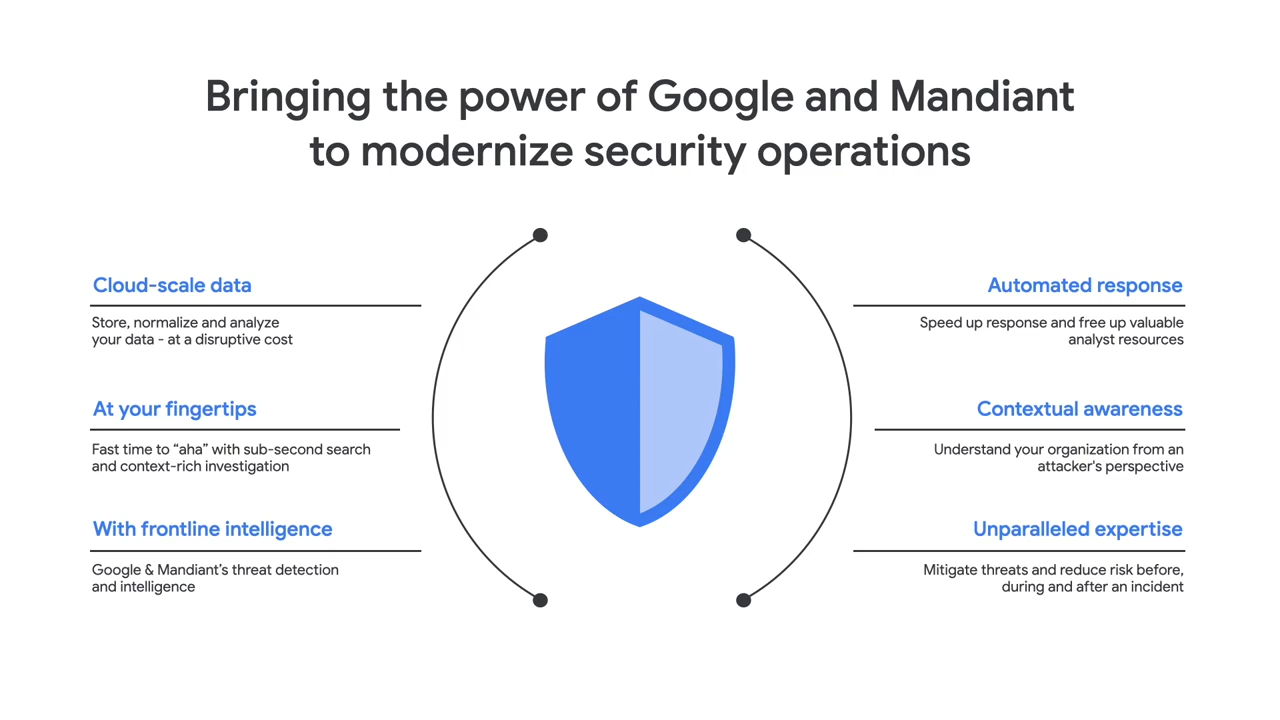 Bringing the power of Google and Mandiant
to modernize security operations
Cloud-scale data
Store, normalize and analyze
your data - at a disruptive cost
At your fingertips
Fast time to “aha” with sub-second search
and context-rich investigation
With frontline intelligence
Google & Mandiant’s threat detection
and intelligence
Automated response
Speed up response and free up valuable
analyst resources
Contextual awareness
Understand your organization from an
attacker's perspective
Unparalleled expertise
Mitigate threats and reduce risk before,
during and after an incident